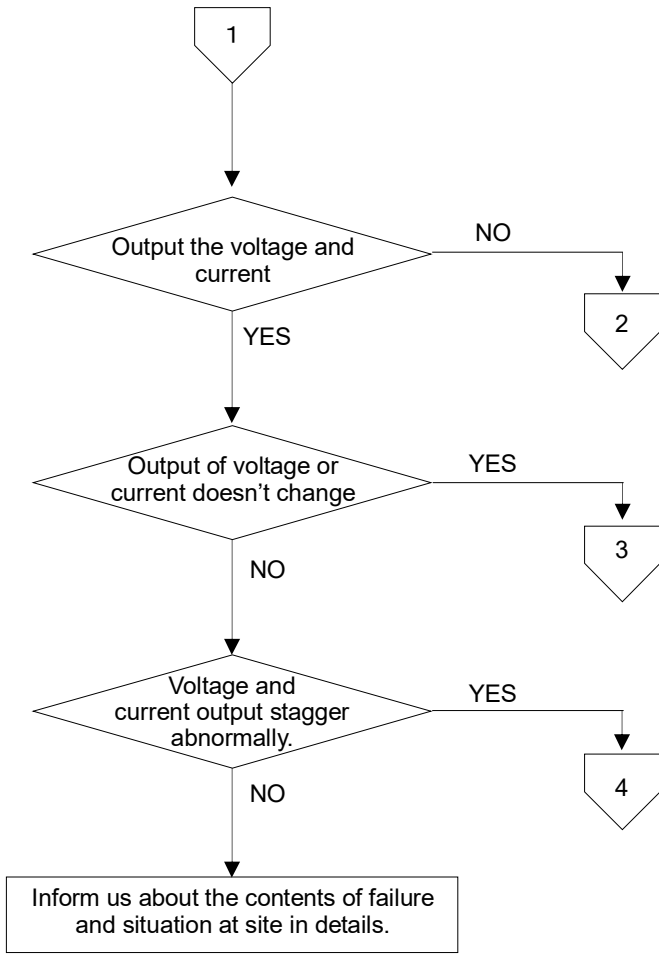 1
Output the voltage and
current
NO
2
YES
Output of voltage or
current doesn’t change
YES
3
NO
Voltage and
current output stagger
abnormally.
YES
4
NO
Inform us about the contents of failure
and situation at site in details.